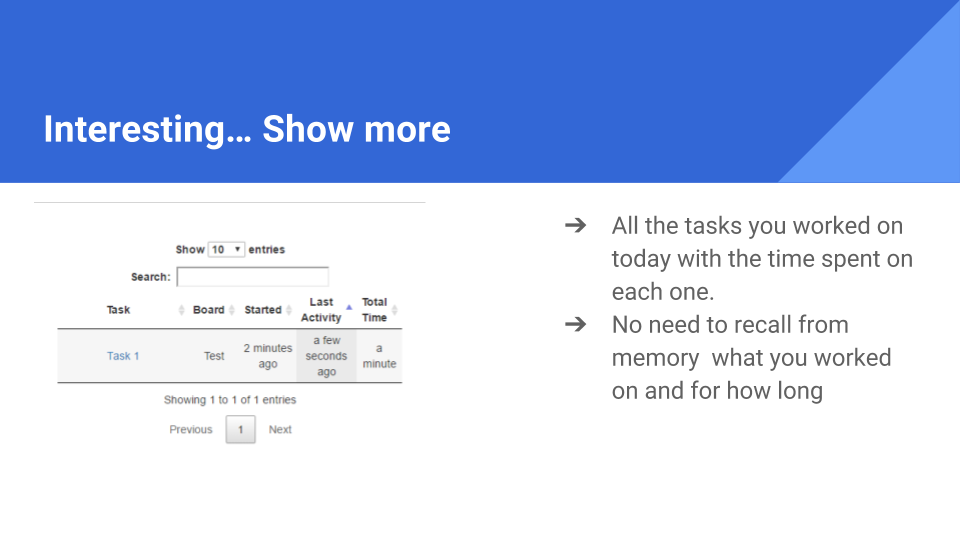 Interesting… Show more
Show 10 entries
Search:
Task Board Started Last Activity Total Time
Task 1 Test 2 minutes ago a few seconds ago a minute
Showing 1 to 1 of 1 entries
Previous 1 Next
➔ All the tasks you worked on
today with the time spent on
each one.
➔ No need to recall from
memory  what you worked
on and for how long